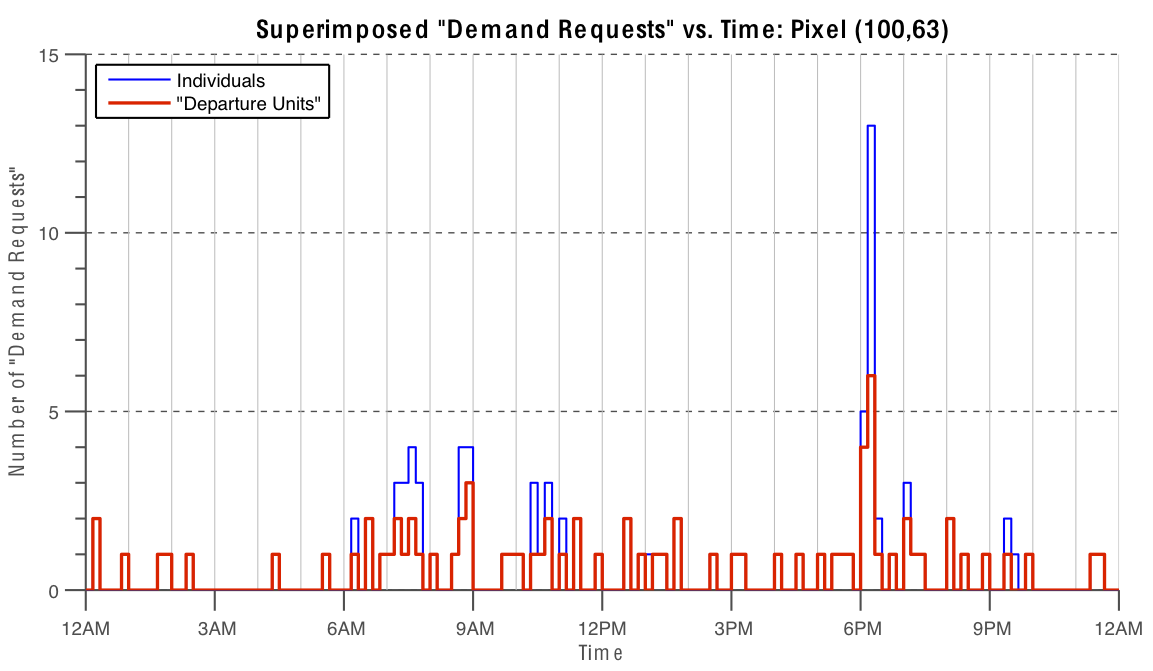 Superimposed "Demand Requests" vs. Time: Pixel (100,63)
Individuals
"Departure Units"
Number of "Demand Requests"
15
10
5
0
12AM 3AM 6AM 9AM 12PM 3PM 6PM 9PM 12AM
Time